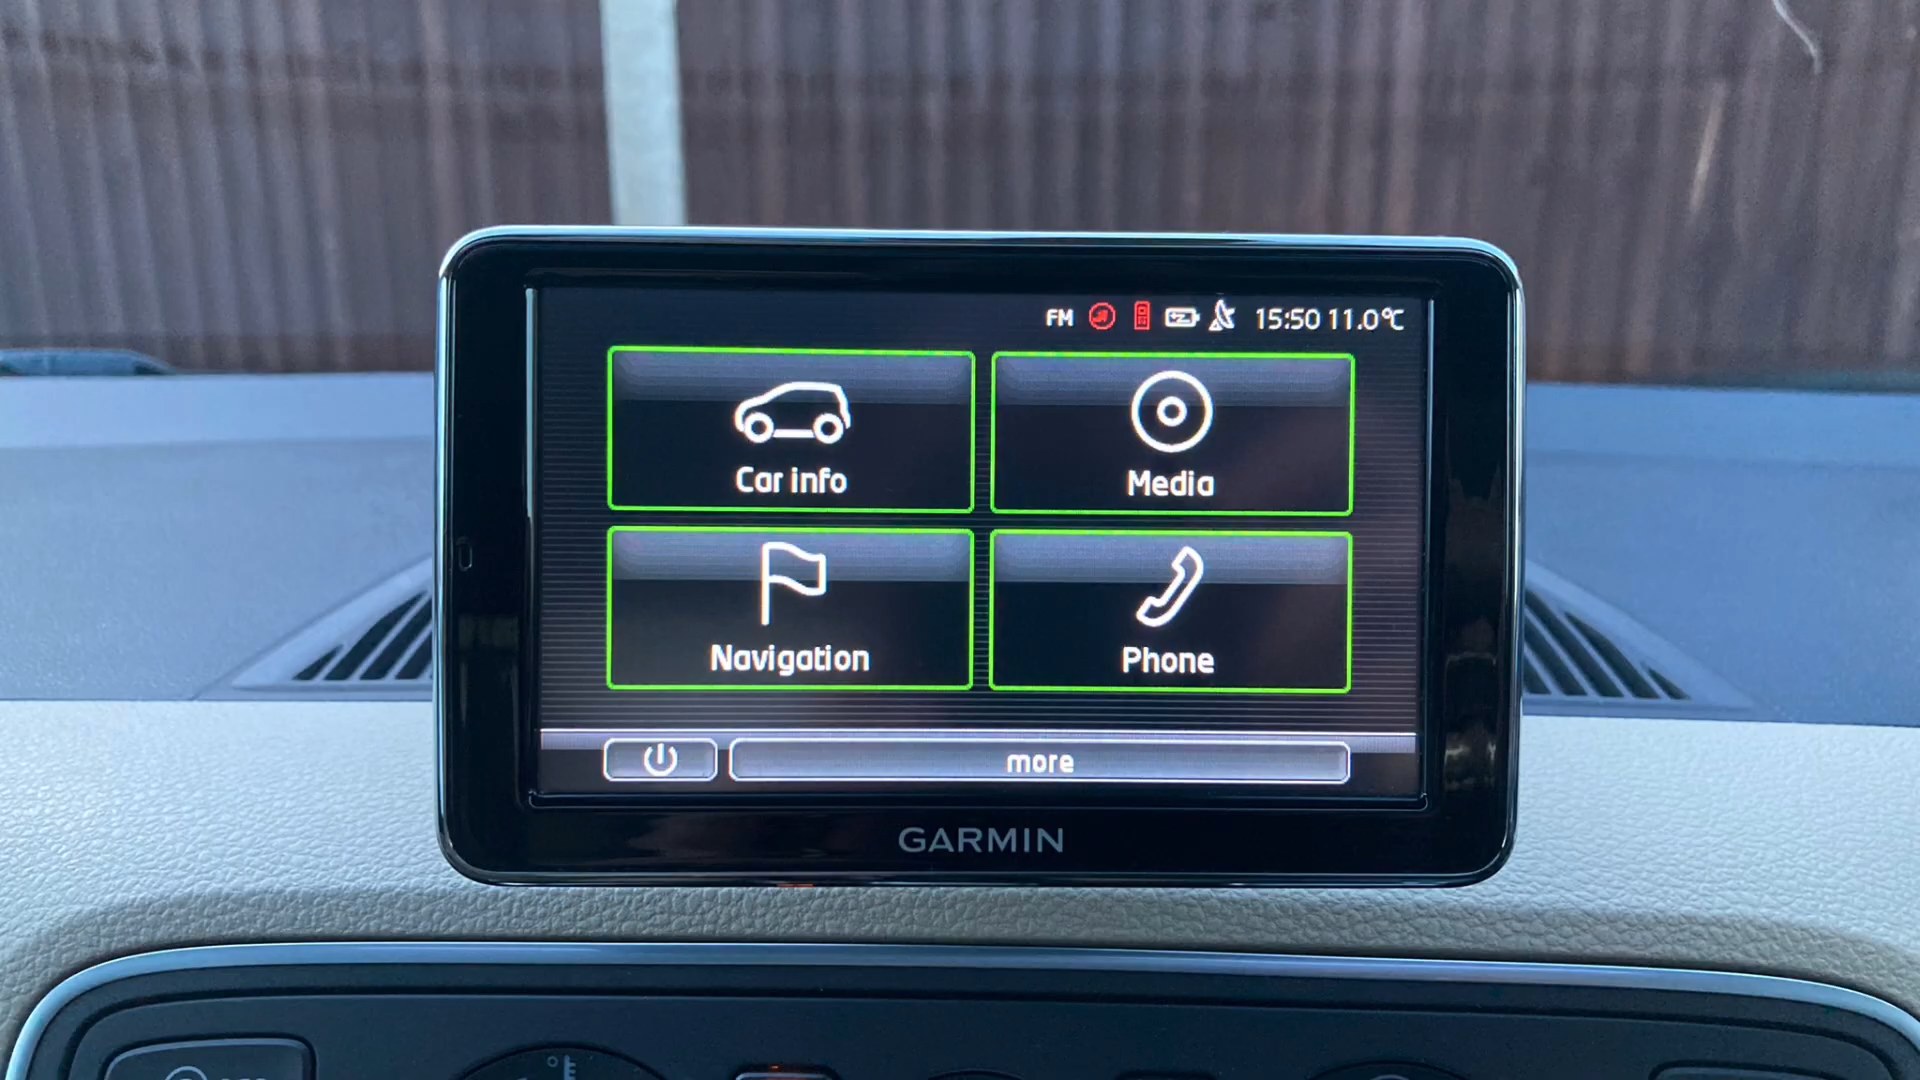 FM 15:50 11.0°C
Car info
Media
Navigation
Phone
more
GARMIN